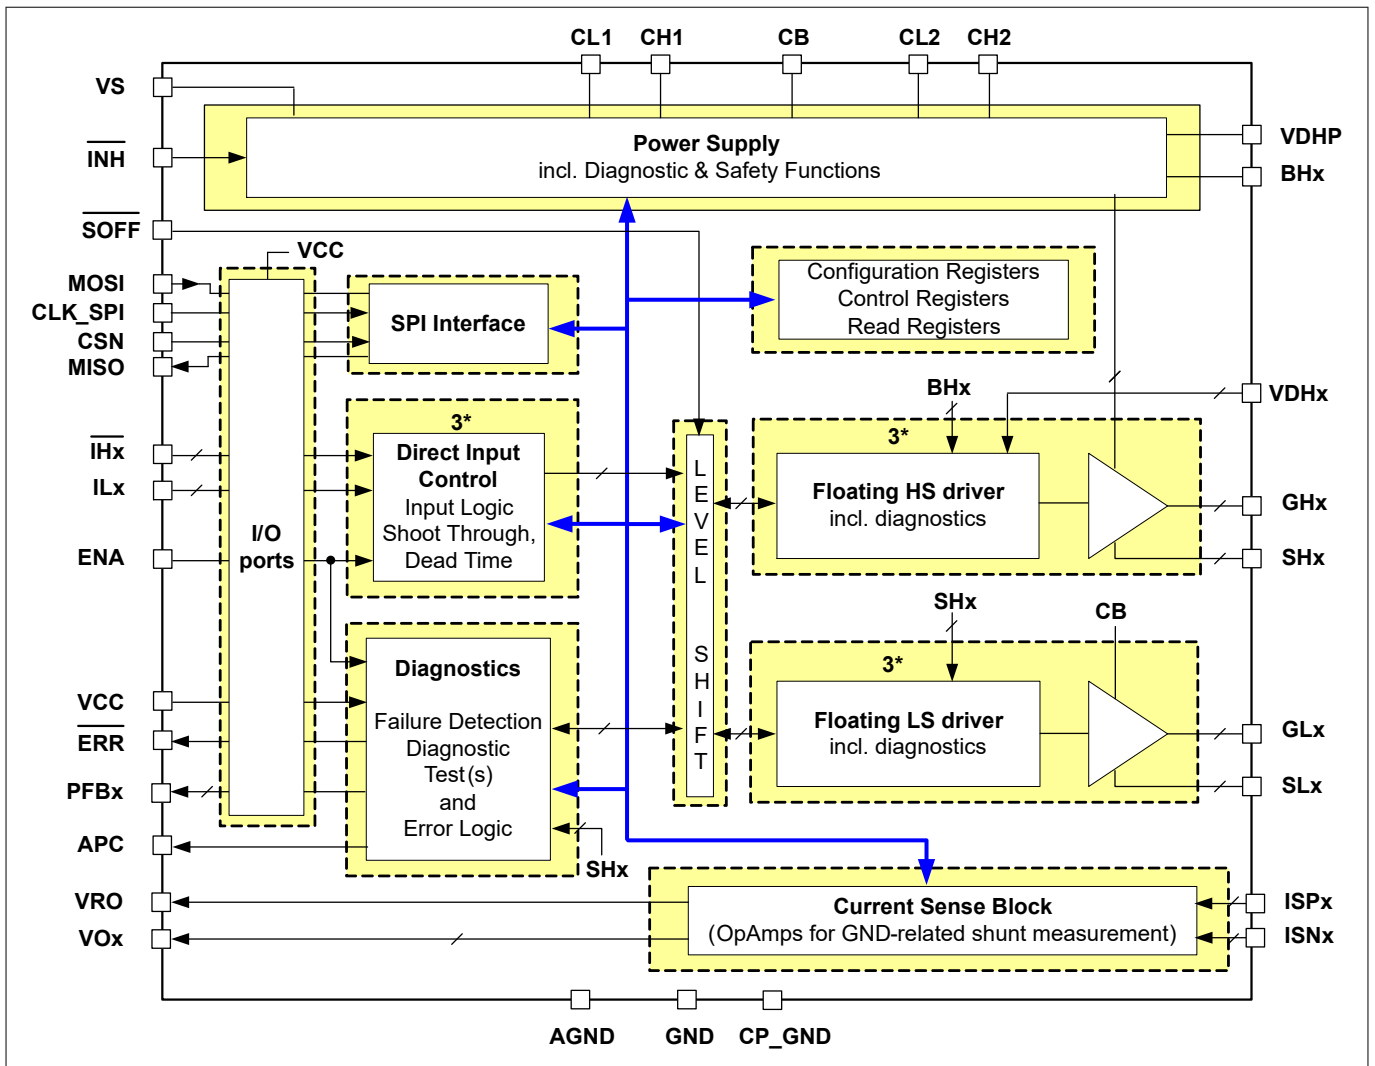 CL1 CH1 CB CL2 CH2
VS
INH
SOFF
MOSI
CLK_SPI
CSN
MISO
IHx
ILx
ENA
VCC
ERR
PFBx
APC
VRO
VOx
Power Supply
incl. Diagnostic & Safety Functions
VCC
I/O
ports
SPI Interface
Configuration Registers
Control Registers
Read Registers
3*
Direct Input
Control
Input Logic
Shoot Through,
Dead Time
Diagnostics
Failure Detection
Diagnostic
Test(s)
and
Error Logic
SHx
LEVEL SHIFT
BHx
3*
Floating HS driver
incl. diagnostics
SHx
CB
3*
Floating LS driver
incl. diagnostics
Current Sense Block
(OpAmps for GND-related shunt measurement)
VDHP
BHx
VDHx
GHx
SHx
GLx
SLx
ISPx
ISNx
AGND GND CP_GND